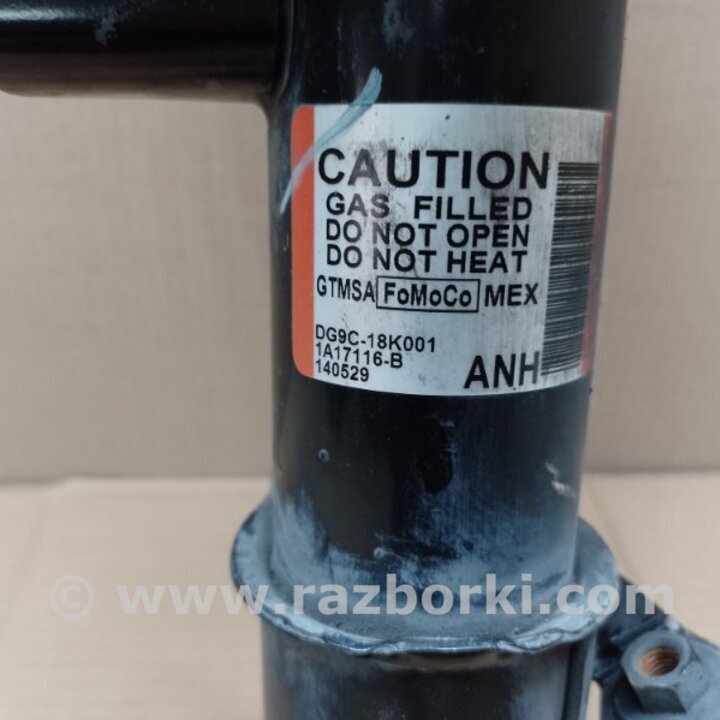 CAUTION
GAS FILLED
DO NOT OPEN
DO NOT HEAT
GTMSA FoMoCo MEX
DG9C-18K001
1A17116-B
140529
ANH
© www.razborki.com